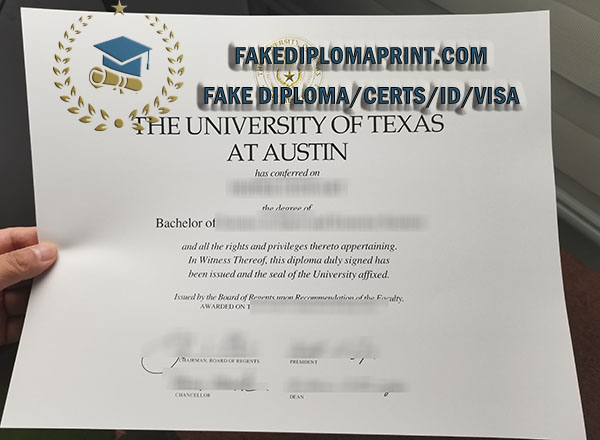 FAKEDIPLOMAPRINT.COM
FAKE DIPLOMA/CERTS/ID/VISA
THE UNIVERSITY OF TEXAS
AT AUSTIN
has conferred on
the degree of
Bachelor of
and all the rights and privileges thereto appertaining.
In Witness Thereof, this diploma duly signed has
been issued and the seal of the University affixed.
Issued by the Board of Regents upon Recommendation of the Faculty.
AWARDED ON
CHAIRMAN, BOARD OF REGENTS PRESIDENT
CHANCELLOR DEAN